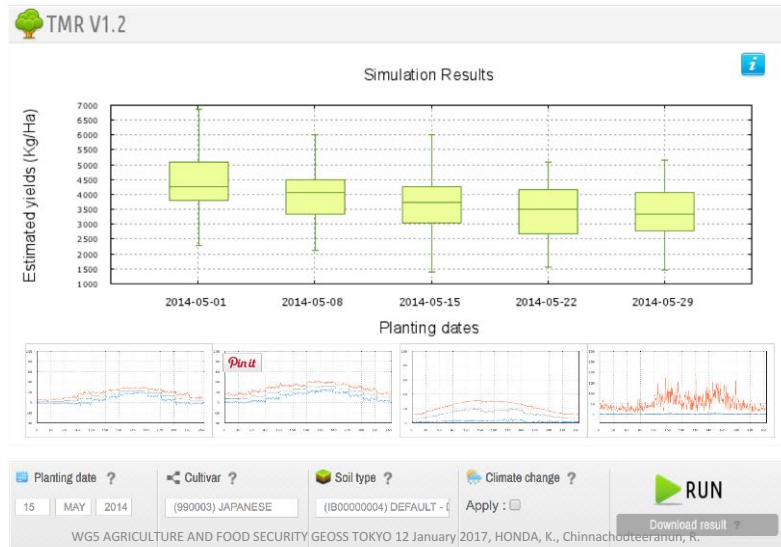 TMR V1.2
i
Simulation Results
Estimated yields (Kg/Ha)
7000
6500
6000
5500
5000
4500
4000
3500
3000
2500
2000
1500
1000
2014-05-01 2014-05-08 2014-05-15 2014-05-22 2014-05-29
Planting dates
Pin it
Planting date ? Cultivar ? Soil type ? Climate change ?
15 MAY 2014 (990003) JAPANESE (IB00000004) DEFAULT - Apply :
RUN
Download result ?
WG5 AGRICULTURE AND FOOD SECURITY GEOSS TOKYO 12 January 2017, HONDA, K., Chinnachodteeranun, R.